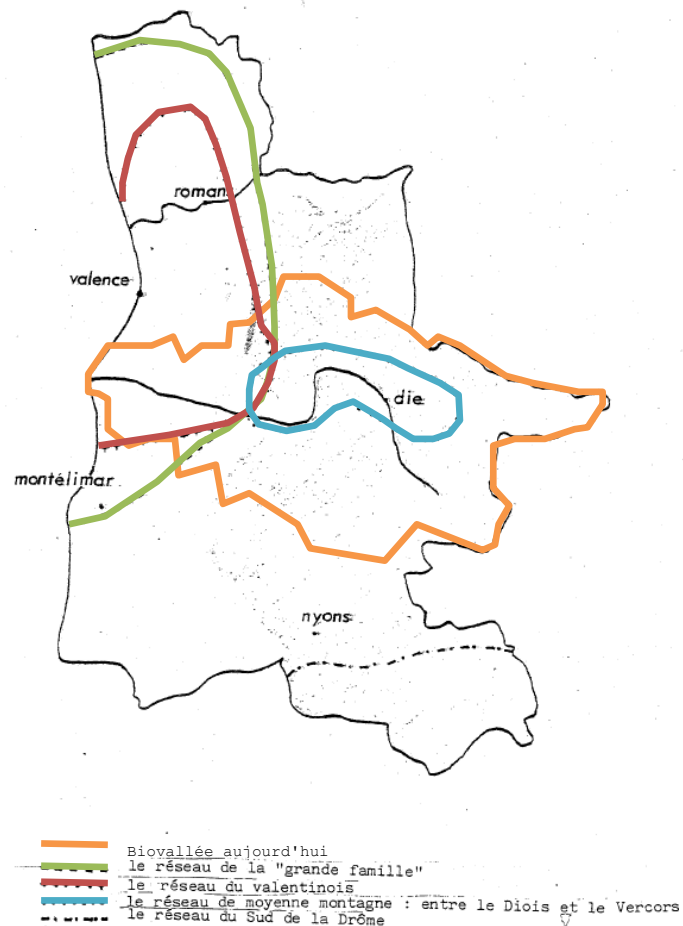 roman
valence
die
montélimar
nyons
Biovallée aujourd'hui
le réseau de la "grande famille"
le réseau du valentinois
le réseau de moyenne montagne : entre le Diois et le Vercors
le réseau du Sud de la Drôme